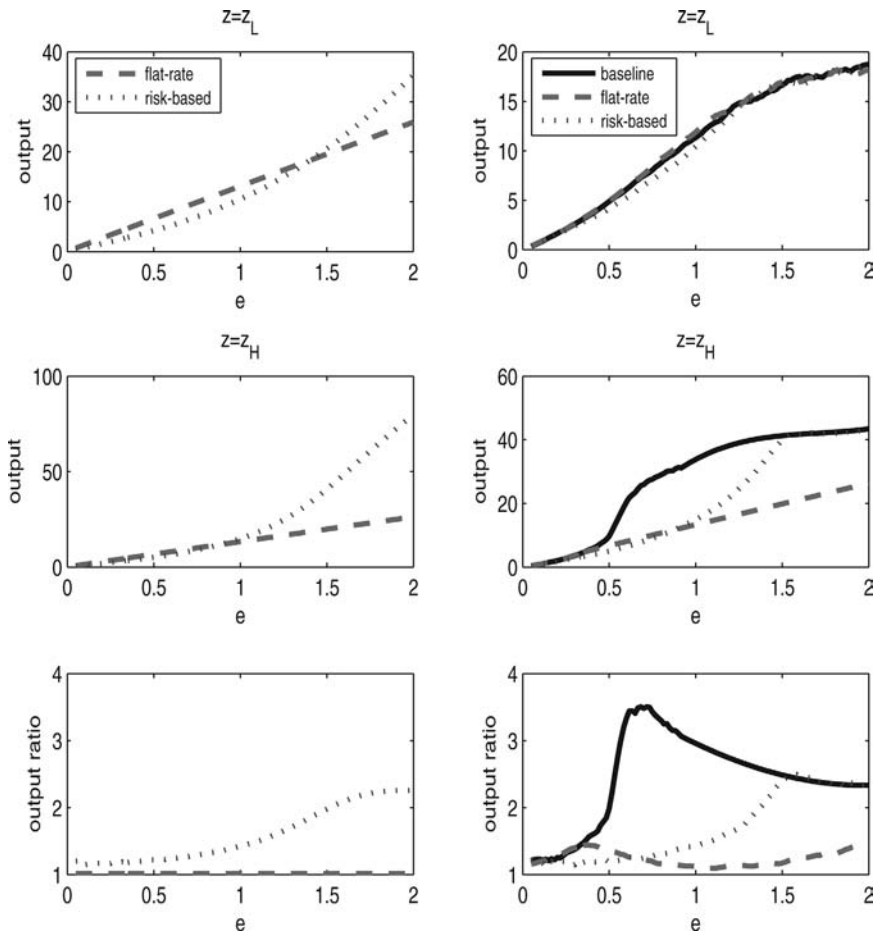 z=z_L
40
30
20
10
0
output
flat-rate
risk-based
0 0.5 1 1.5 2
e
z=z_L
20
15
10
5
0
output
baseline
flat-rate
risk-based
0 0.5 1 1.5 2
e
z=z_H
100
50
0
output
0 0.5 1 1.5 2
e
z=z_H
60
40
20
0
output
0 0.5 1 1.5 2
e
4
3
2
1
output ratio
0 0.5 1 1.5 2
e
4
3
2
1
output ratio
0 0.5 1 1.5 2
e